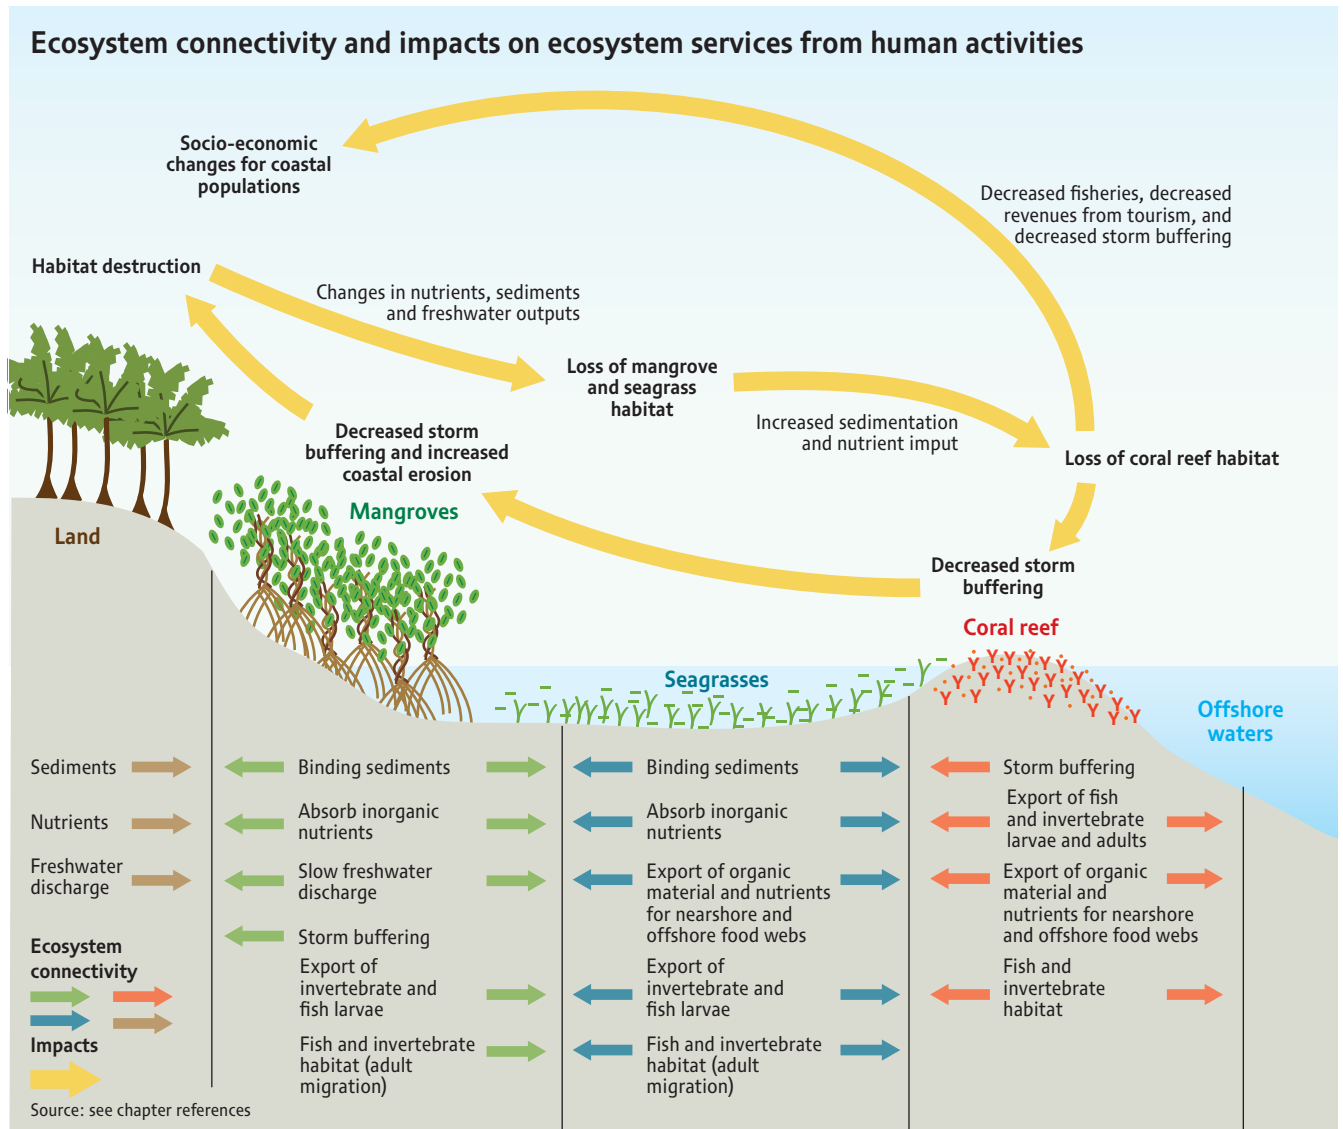 Ecosystem connectivity and impacts on ecosystem services from human activities
Socio-economic
changes for coastal
populations
Decreased fisheries, decreased
revenues from tourism, and
decreased storm buffering
Habitat destruction
Changes in nutrients, sediments
and freshwater outputs
Loss of mangrove
and seagrass
habitat
Increased sedimentation
and nutrient imput
Loss of coral reef habitat
Decreased storm
buffering and increased
coastal erosion
Mangroves
Land
Decreased storm
buffering
Coral reef
Seagrasses
Offshore
waters
Sediments
Nutrients
Freshwater
discharge
Binding sediments
Absorb inorganic
nutrients
Slow freshwater
discharge
Storm buffering
Export of
invertebrate and
fish larvae
Fish and invertebrate
habitat (adult
migration)
Binding sediments
Absorb inorganic
nutrients
Export of organic
material and nutrients
for nearshore and
offshore food webs
Export of
invertebrate and
fish larvae
Fish and invertebrate
habitat (adult
migration)
Storm buffering
Export of fish
and invertebrate
larvae and adults
Export of organic
material and
nutrients for nearshore
and offshore food webs
Fish and
invertebrate
habitat
Ecosystem
connectivity
Impacts
Source: see chapter references